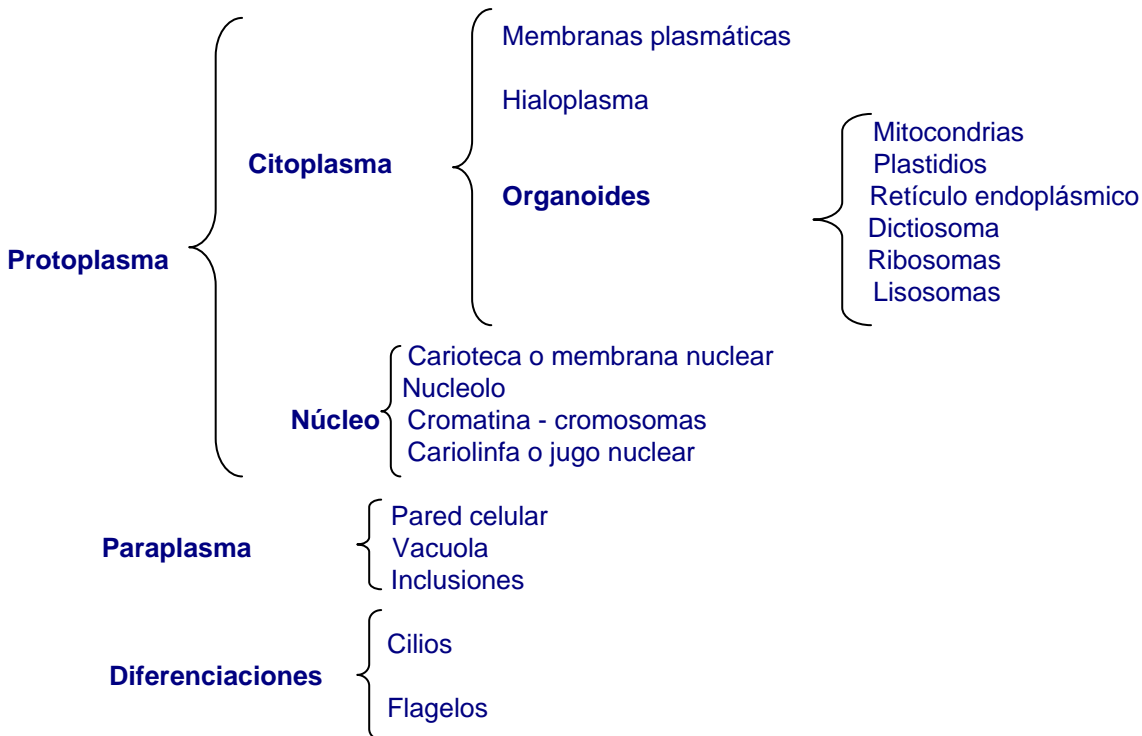 Protoplasma
Citoplasma
Membranas plasmáticas
Hialoplasma
Organoides
Mitocondrias
Plastidios
Retículo endoplásmico
Dictiosoma
Ribosomas
Lisosomas
Núcleo
Carioteca o membrana nuclear
Nucleolo
Cromatina - cromosomas
Cariolinfa o jugo nuclear
Paraplasma
Pared celular
Vacuola
Inclusiones
Diferenciaciones
Cilios
Flagelos